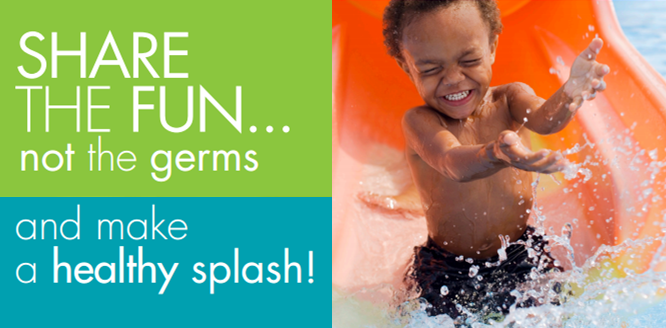 SHARE
THE FUN...
not the germs
and make
a healthy splash!